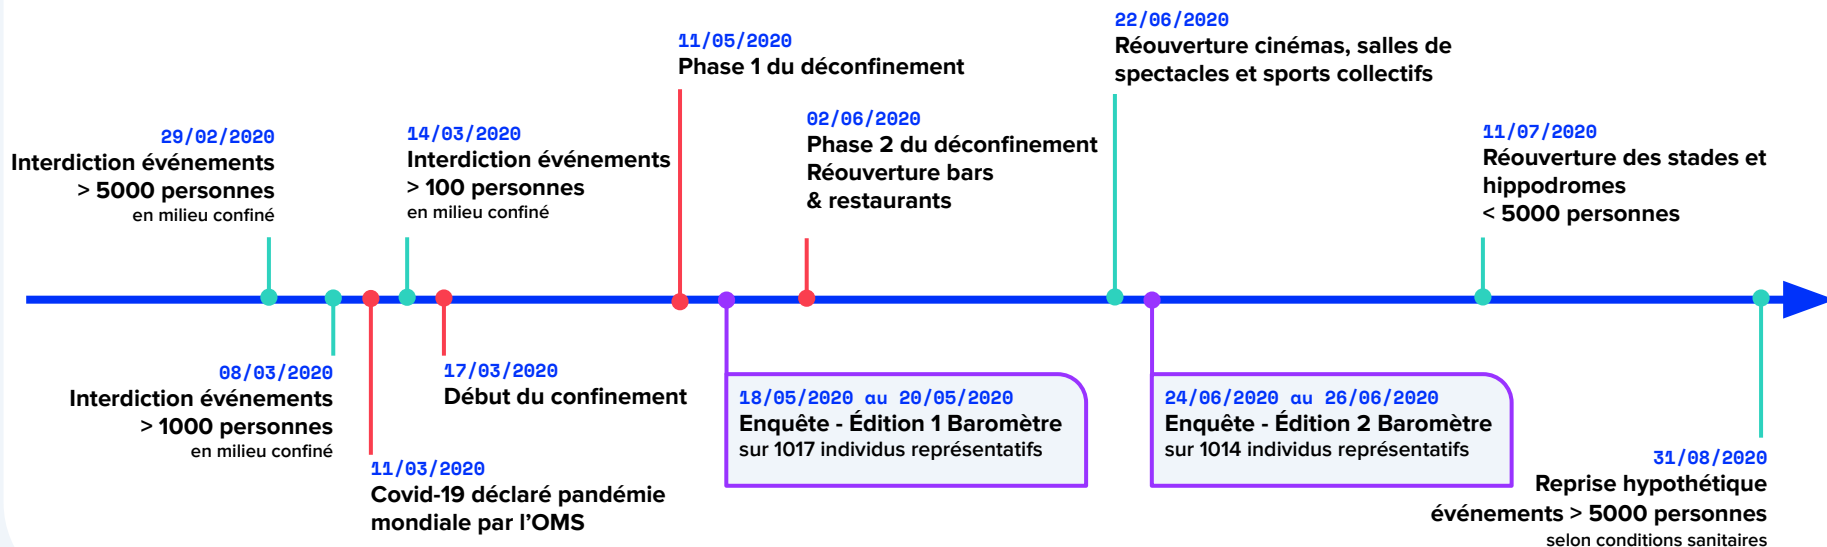 29/02/2020
Interdiction événements
> 5000 personnes
en milieu confiné
08/03/2020
Interdiction événements
> 1000 personnes
en milieu confiné
11/03/2020
Covid-19 déclaré pandémie
mondiale par l’OMS
14/03/2020
Interdiction événements
> 100 personnes
en milieu confiné
17/03/2020
Début du confinement
11/05/2020
Phase 1 du déconfinement
18/05/2020 au 20/05/2020
Enquête - Édition 1 Baromètre
sur 1017 individus représentatifs
02/06/2020
Phase 2 du déconfinement
Réouverture bars
& restaurants
22/06/2020
Réouverture cinémas, salles de
spectacles et sports collectifs
24/06/2020 au 26/06/2020
Enquête - Édition 2 Baromètre
sur 1014 individus représentatifs
11/07/2020
Réouverture des stades et
hippodromes
< 5000 personnes
31/08/2020
Reprise hypothétique
événements > 5000 personnes
selon conditions sanitaires